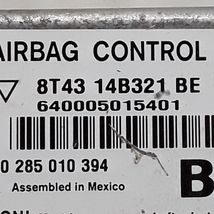 AIRBAG CONTROL
8T43 14B321 BE
640005015401
0 285 010 394
Assembled in Mexico
B